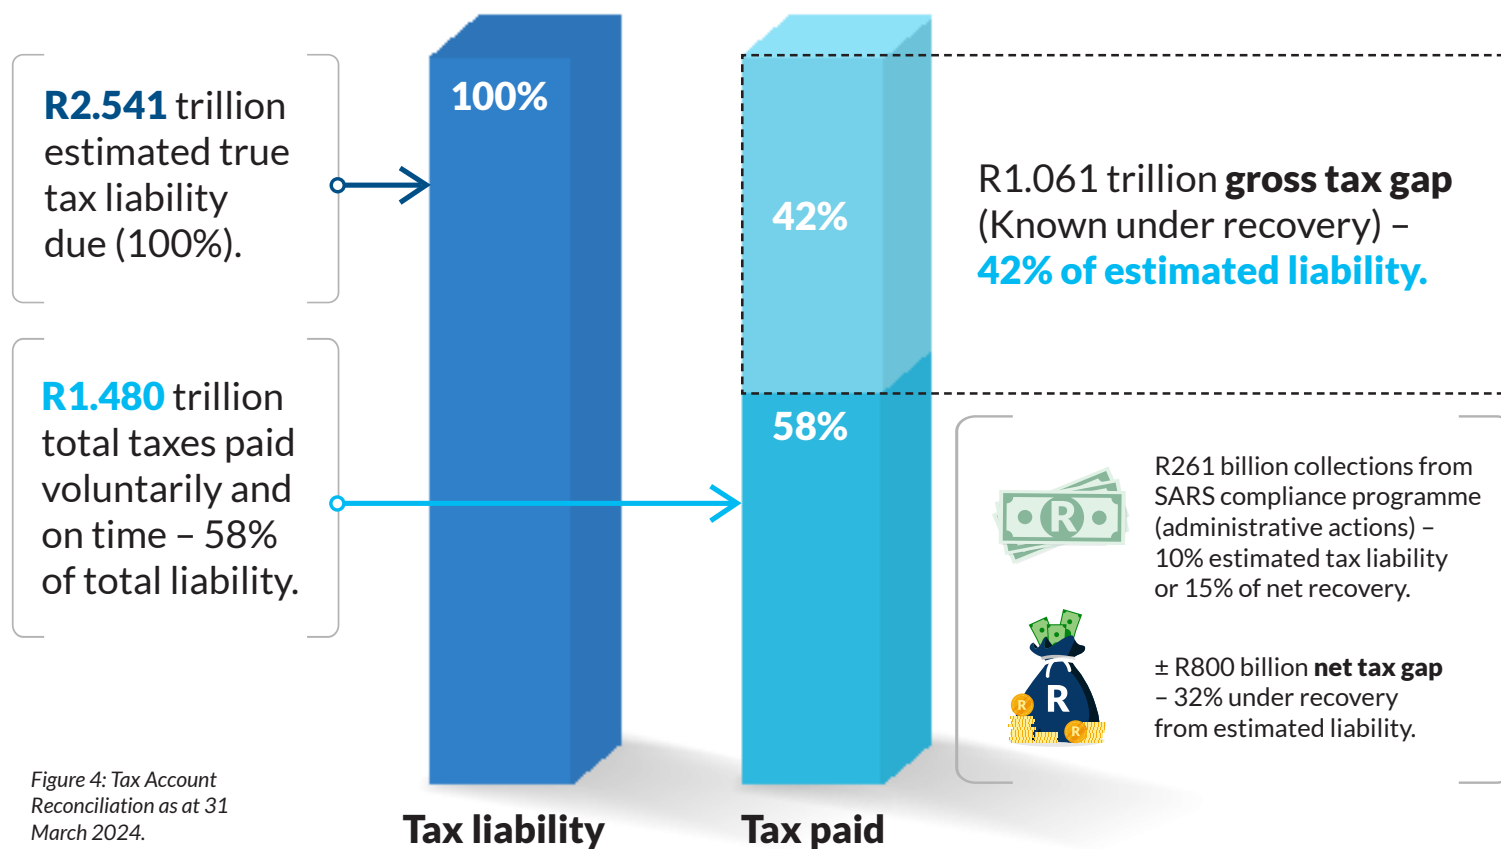 R2.541 trillion
estimated true
tax liability
due (100%).
R1.480 trillion
total taxes paid
voluntarily and
on time – 58%
of total liability.
100%
42%
58%
R1.061 trillion gross tax gap
(Known under recovery) –
42% of estimated liability.
R
R261 billion collections from
SARS compliance programme
(administrative actions) –
10% estimated tax liability
or 15% of net recovery.
R
R
R
± R800 billion net tax gap
– 32% under recovery
from estimated liability.
Figure 4: Tax Account
Reconciliation as at 31
March 2024.
Tax liability
Tax paid